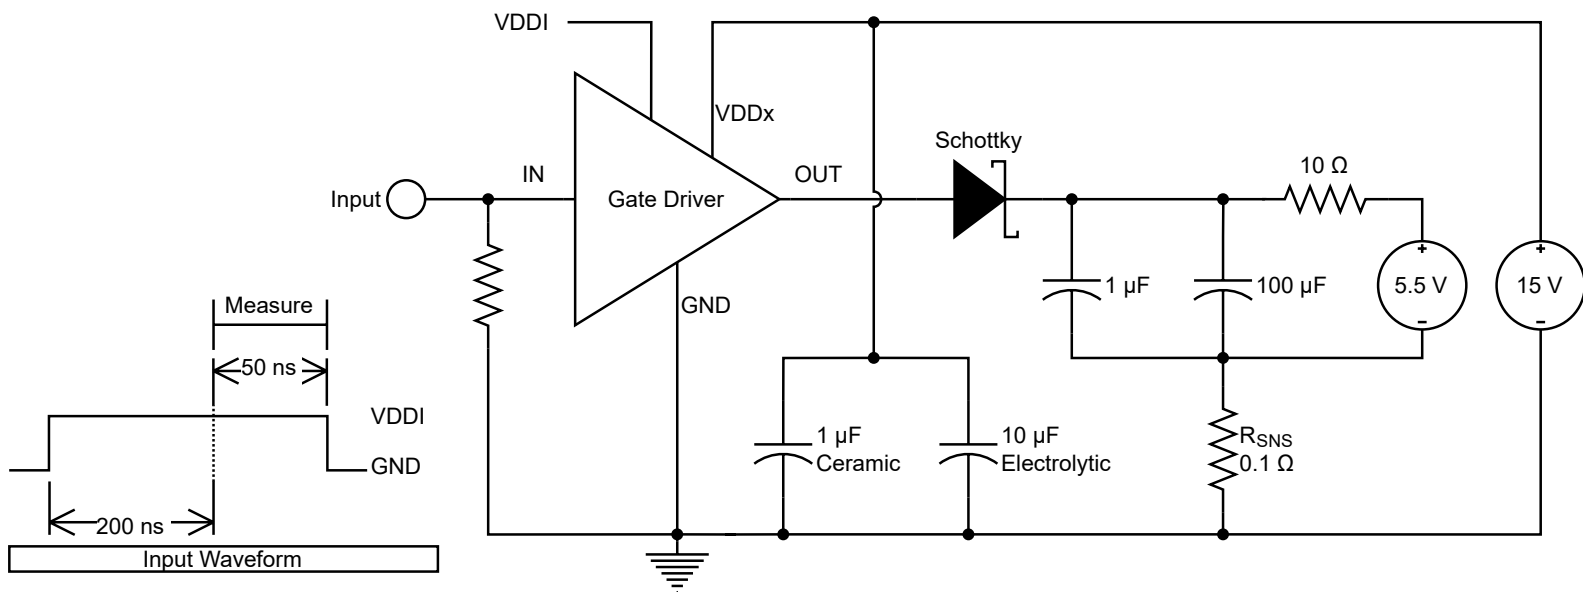 VDDI
VDDx
Schottky
Input
IN
Gate Driver
OUT
10 Ω
GND
1 µF
100 µF
+
5.5 V
−
+
15 V
−
Measure
50 ns
VDDI
GND
200 ns
Input Waveform
1 µF
Ceramic
10 µF
Electrolytic
RSNS
0.1 Ω